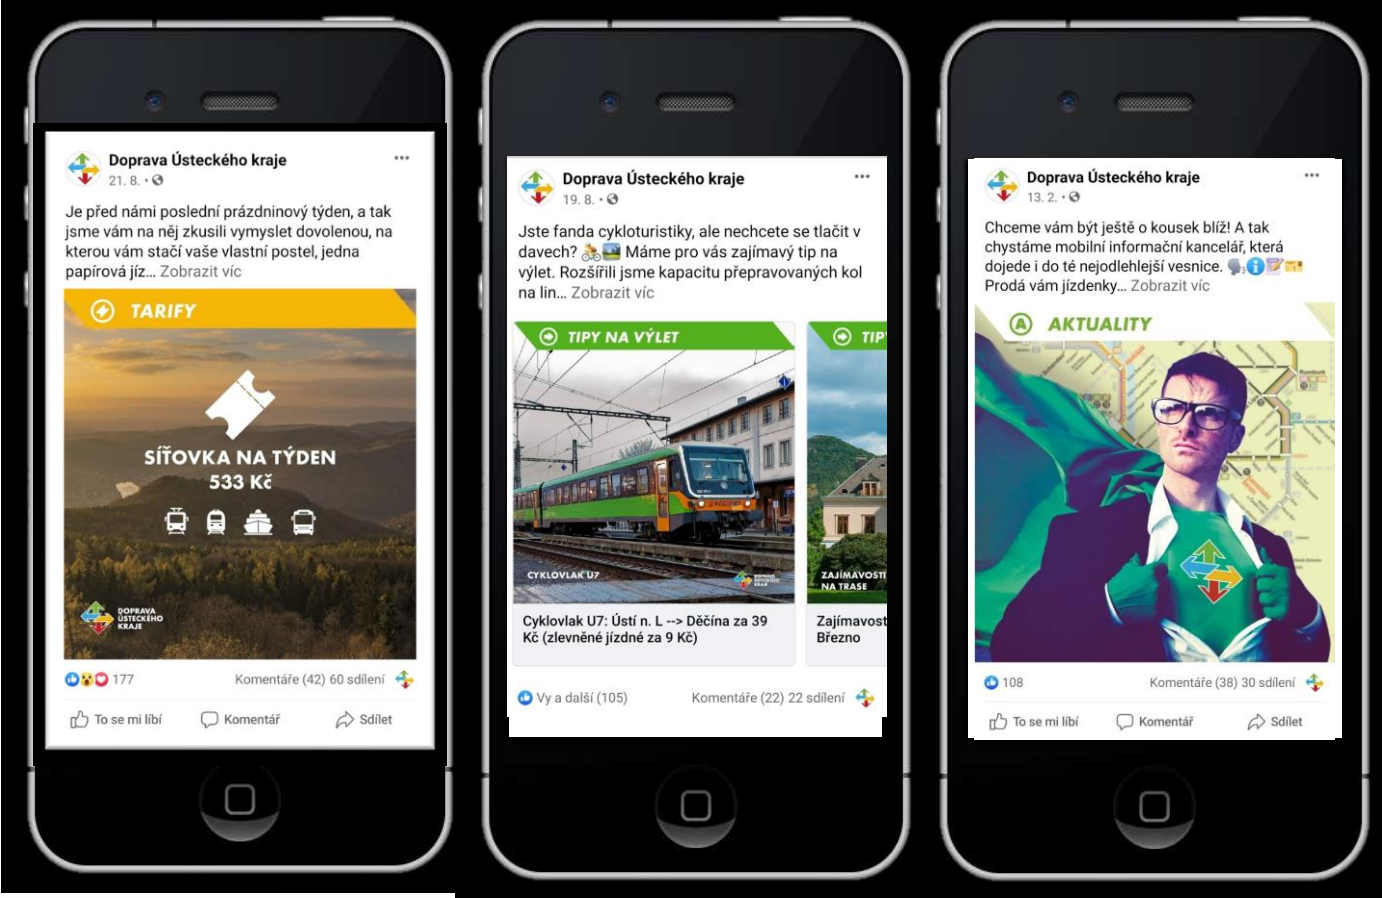 Doprava Ústeckého kraje
21. 8.
Je před námi poslední prázdninový týden, a tak
jsme vám na něj zkusili vymyslet dovolenou, na
kterou vám stačí vaše vlastní postel, jedna
papírová jíz... Zobrazit víc
TARIFY
SÍŤOVKA NA TÝDEN
533 Kč
DOPRAVA
ÚSTECKÉHO
KRAJE
177 Komentáře (42) 60 sdílení
To se mi líbí Komentář Sdílet
Doprava Ústeckého kraje
19. 8.
Jste fanda cykloturistiky, ale nechcete se tlačit v
davech? 🚴🏞️ Máme pro vás zajímavý tip na
výlet. Rozšířili jsme kapacitu přepravovaných kol
na lin... Zobrazit víc
TIPY NA VÝLET
CYKLOVLAK U7
DOPRAVA
ÚSTECKÉHO
KRAJE
Cyklovlak U7: Ústí n. L --> Děčína za 39
Kč (zlevněné jízdné za 9 Kč)
TIP
ZAJÍMAVOSTI
NA TRASE
Zajímavost
Březno
Vy a další (105) Komentáře (22) 22 sdílení
Doprava Ústeckého kraje
13. 2.
Chceme vám být ještě o kousek blíž! A tak
chystáme mobilní informační kancelář, která
dojede i do té nejodlehlejší vesnice. 🗣️ℹ️📝🎫
Prodá vám jízdenky... Zobrazit víc
AKTUALITY
Rumburk
108 Komentáře (38) 30 sdílení
To se mi líbí Komentář Sdílet